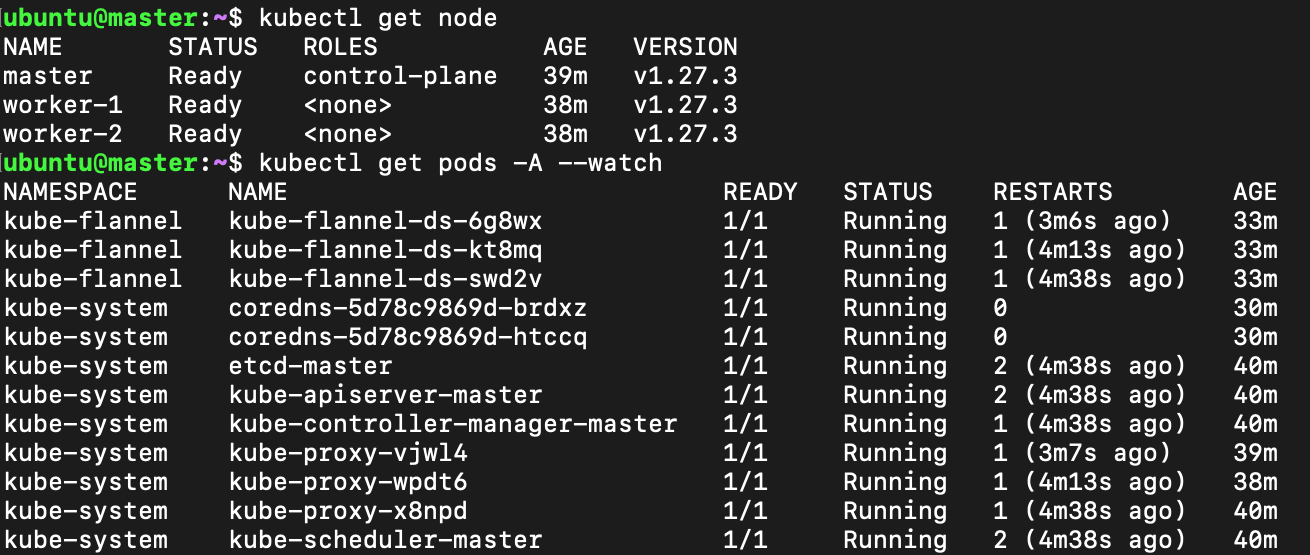 ubuntu@master:~$ kubectl get node
NAME STATUS ROLES AGE VERSION
master Ready control-plane 39m v1.27.3
worker-1 Ready <none> 38m v1.27.3
worker-2 Ready <none> 38m v1.27.3
ubuntu@master:~$ kubectl get pods -A --watch
NAMESPACE NAME READY STATUS RESTARTS AGE
kube-flannel kube-flannel-ds-6g8wx 1/1 Running 1 (3m6s ago) 33m
kube-flannel kube-flannel-ds-kt8mq 1/1 Running 1 (4m13s ago) 33m
kube-flannel kube-flannel-ds-swd2v 1/1 Running 1 (4m38s ago) 33m
kube-system coredns-5d78c9869d-brdxz 1/1 Running 0 30m
kube-system coredns-5d78c9869d-htccq 1/1 Running 0 30m
kube-system etcd-master 1/1 Running 2 (4m38s ago) 40m
kube-system kube-apiserver-master 1/1 Running 2 (4m38s ago) 40m
kube-system kube-controller-manager-master 1/1 Running 1 (4m38s ago) 40m
kube-system kube-proxy-vjwl4 1/1 Running 1 (3m7s ago) 39m
kube-system kube-proxy-wpdt6 1/1 Running 1 (4m13s ago) 38m
kube-system kube-proxy-x8npd 1/1 Running 1 (4m38s ago) 40m
kube-system kube-scheduler-master 1/1 Running 2 (4m38s ago) 40m